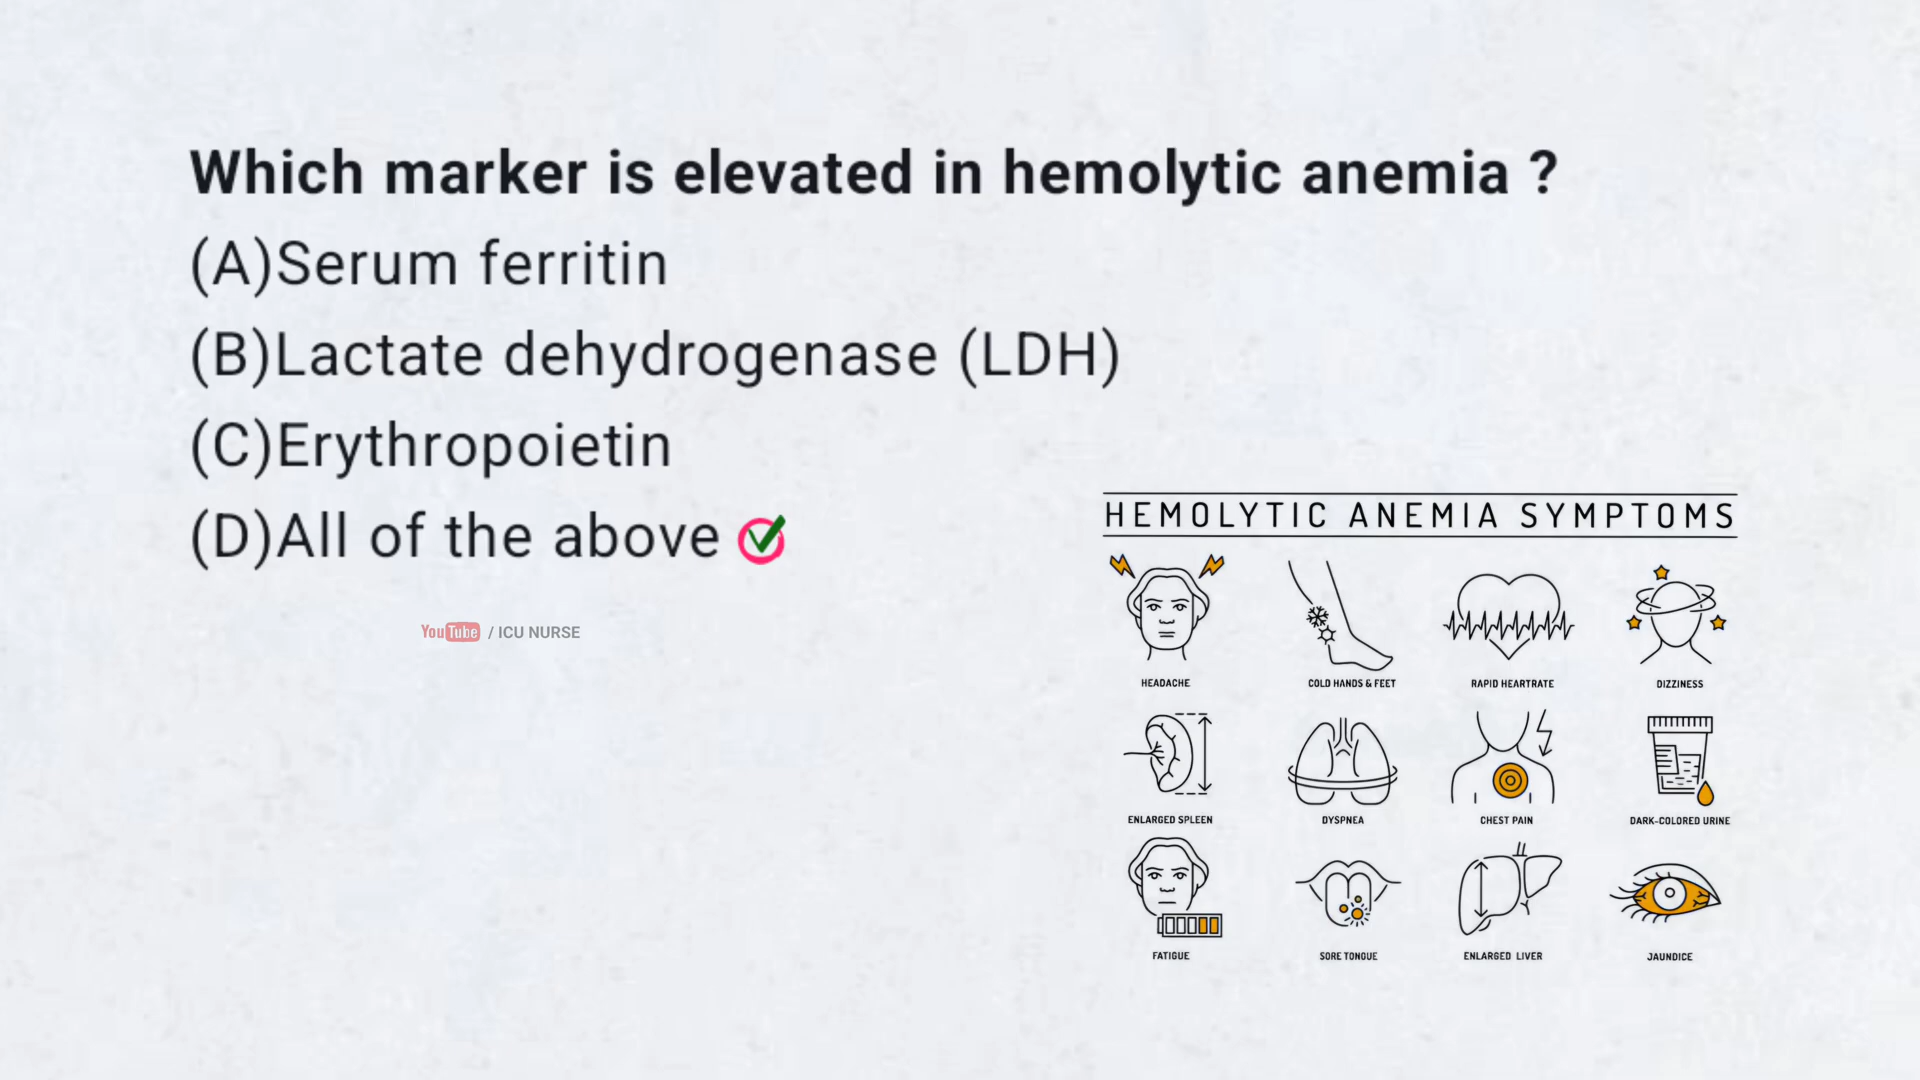 Which marker is elevated in hemolytic anemia ?
(A)Serum ferritin
(B)Lactate dehydrogenase (LDH)
(C)Erythropoietin
(D)All of the above
YouTube / ICU NURSE
HEMOLYTIC ANEMIA SYMPTOMS
HEADACHE
COLD HANDS & FEET
RAPID HEARTRATE
DIZZINESS
ENLARGED SPLEEN
DYSPNEA
CHEST PAIN
DARK-COLORED URINE
FATIGUE
SORE TONGUE
ENLARGED LIVER
JAUNDICE